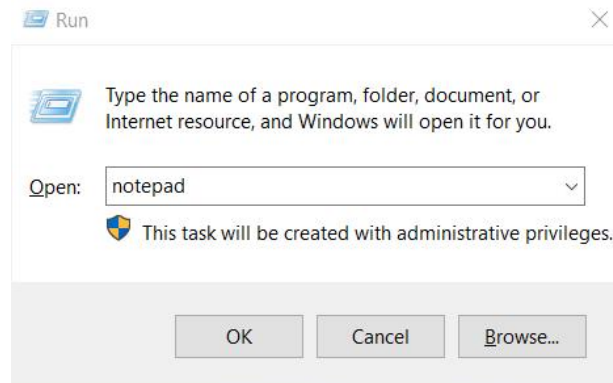 Run
Type the name of a program, folder, document, or
Internet resource, and Windows will open it for you.
Open: notepad
This task will be created with administrative privileges.
OK Cancel Browse...